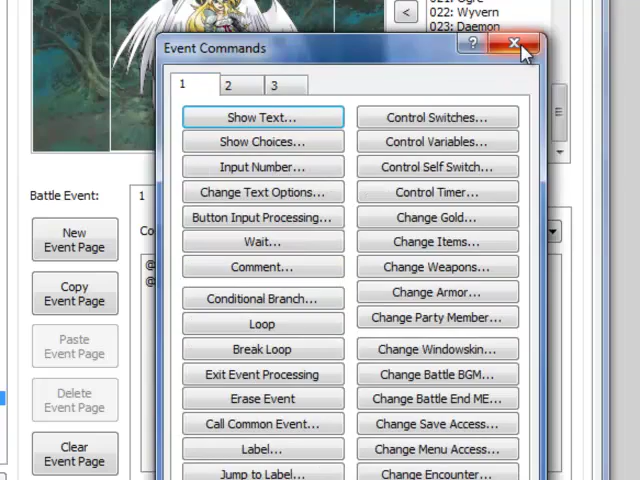 021: Ogre
022: Wyvern
023: Daemon
<
Event Commands
?
1
2
3
Show Text...
Control Switches...
Show Choices...
Control Variables...
Input Number...
Control Self Switch...
Change Text Options...
Control Timer...
Button Input Processing...
Change Gold...
Wait...
Change Items...
Comment...
Change Weapons...
Change Armor...
Conditional Branch...
Change Party Member...
Loop
Break Loop
Change Windowskin...
Exit Event Processing
Change Battle BGM...
Erase Event
Change Battle End ME...
Call Common Event...
Change Save Access...
Label...
Change Menu Access...
Jump to Label...
Change Encounter...
Battle Event:
1
New
Event Page
Co
Copy
Event Page
@
@
Paste
Event Page
Delete
Event Page
Clear
Event Page